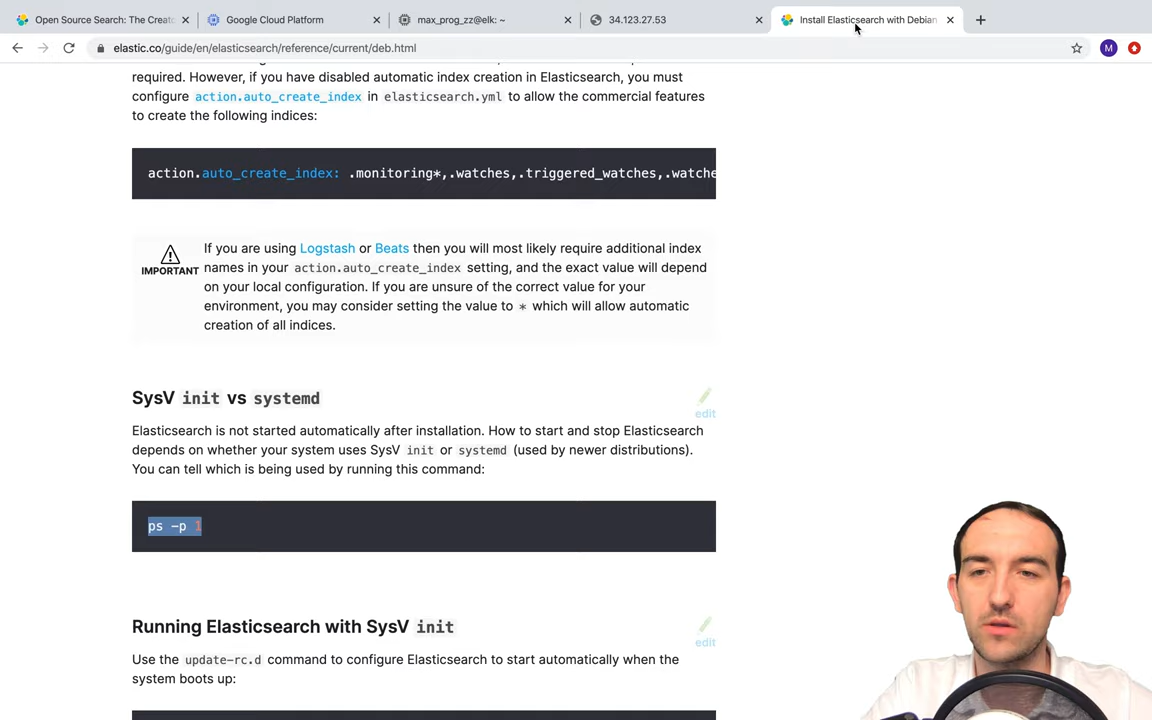 Open Source Search: The Creato
Google Cloud Platform
max_prog_zz@elk: ~
34.123.27.53
Install Elasticsearch with Debian
elastic.co/guide/en/elasticsearch/reference/current/deb.html
M
required. However, if you have disabled automatic index creation in Elasticsearch, you must
configure action.auto_create_index in elasticsearch.yml to allow the commercial features
to create the following indices:
action.auto_create_index: .monitoring*,.watches,.triggered_watches,.watche
If you are using Logstash or Beats then you will most likely require additional index
IMPORTANT names in your action.auto_create_index setting, and the exact value will depend
on your local configuration. If you are unsure of the correct value for your
environment, you may consider setting the value to * which will allow automatic
creation of all indices.
SysV init vs systemd
edit
Elasticsearch is not started automatically after installation. How to start and stop Elasticsearch
depends on whether your system uses SysV init or systemd (used by newer distributions).
You can tell which is being used by running this command:
ps -p 1
Running Elasticsearch with SysV init
edit
Use the update-rc.d command to configure Elasticsearch to start automatically when the
system boots up: